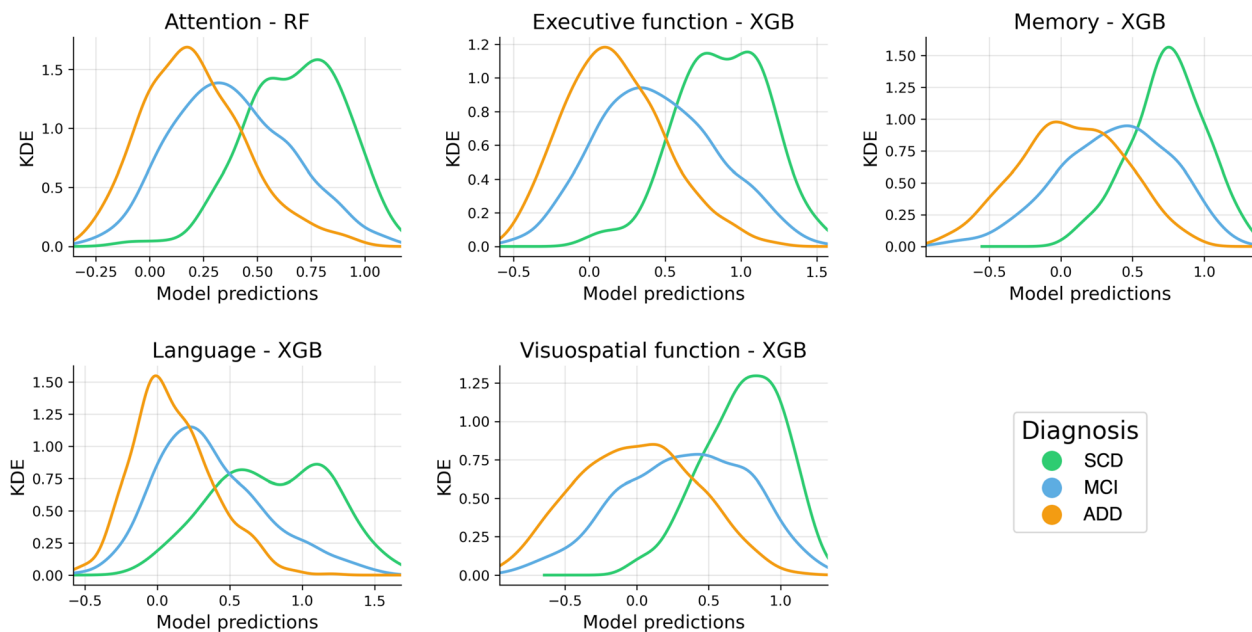 Attention - RF
KDE
1.5
1.0
0.5
0.0
−0.25 0.00 0.25 0.50 0.75 1.00
Model predictions
Executive function - XGB
KDE
1.2
1.0
0.8
0.6
0.4
0.2
0.0
−0.5 0.0 0.5 1.0 1.5
Model predictions
Memory - XGB
KDE
1.50
1.25
1.00
0.75
0.50
0.25
0.00
−0.5 0.0 0.5 1.0
Model predictions
Language - XGB
KDE
1.50
1.25
1.00
0.75
0.50
0.25
0.00
−0.5 0.0 0.5 1.0 1.5
Model predictions
Visuospatial function - XGB
KDE
1.25
1.00
0.75
0.50
0.25
0.00
−0.5 0.0 0.5 1.0
Model predictions
Diagnosis
SCD
MCI
ADD